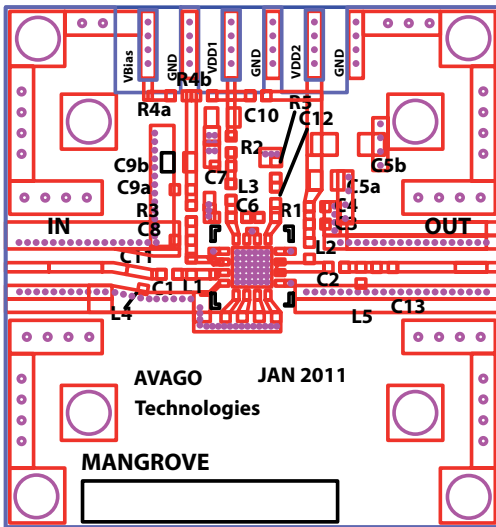 VBias GND VDD1 GND VDD2 GND
R4b
R4a C10 R5
C12
R2
C9b C7 C5b
C9a L3 C5a
R3 C6 R1 C4
IN C8 C3 OUT
C11 L2
C1 L1 C2
L4 L5 C13
AVAGO JAN 2011
Technologies
MANGROVE